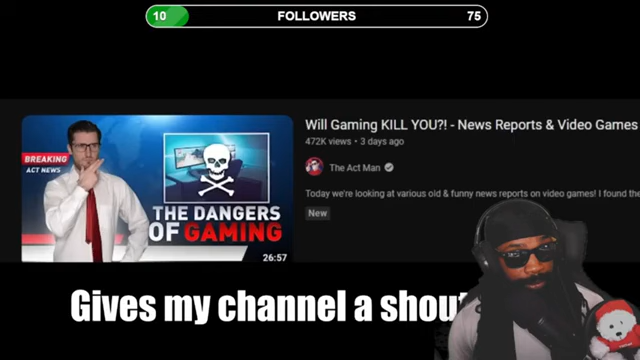 10 FOLLOWERS 75
Will Gaming KILL YOU?! - News Reports & Video Games
472K views • 3 days ago
BREAKING
ACT NEWS
The Act Man
Today we're looking at various old & funny news reports on video games! I found the
New
THE DANGERS
OF GAMING
26:57
Gives my channel a shout